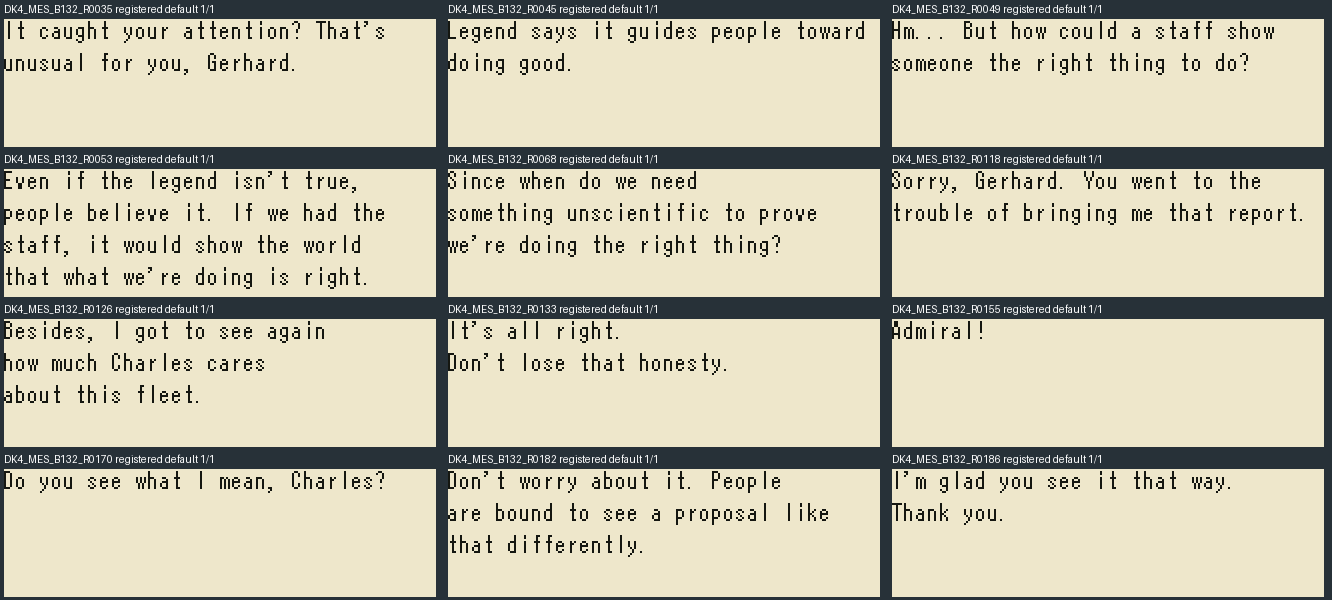 DK4_MES_B132_R0035 registered default 1/1
It caught your attention? That's
unusual for you, Gerhard.
DK4_MES_B132_R0045 registered default 1/1
Legend says it guides people toward
doing good.
DK4_MES_B132_R0049 registered default 1/1
Hm... But how could a staff show
someone the right thing to do?
DK4_MES_B132_R0053 registered default 1/1
Even if the legend isn't true,
people believe it. If we had the
staff, it would show the world
that what we're doing is right.
DK4_MES_B132_R0068 registered default 1/1
Since when do we need
something unscientific to prove
we're doing the right thing?
DK4_MES_B132_R0118 registered default 1/1
Sorry, Gerhard. You went to the
trouble of bringing me that report.
DK4_MES_B132_R0126 registered default 1/1
Besides, I got to see again
how much Charles cares
about this fleet.
DK4_MES_B132_R0133 registered default 1/1
It's all right.
Don't lose that honesty.
DK4_MES_B132_R0155 registered default 1/1
Admiral!
DK4_MES_B132_R0170 registered default 1/1
Do you see what I mean, Charles?
DK4_MES_B132_R0182 registered default 1/1
Don't worry about it. People
are bound to see a proposal like
that differently.
DK4_MES_B132_R0186 registered default 1/1
I'm glad you see it that way.
Thank you.